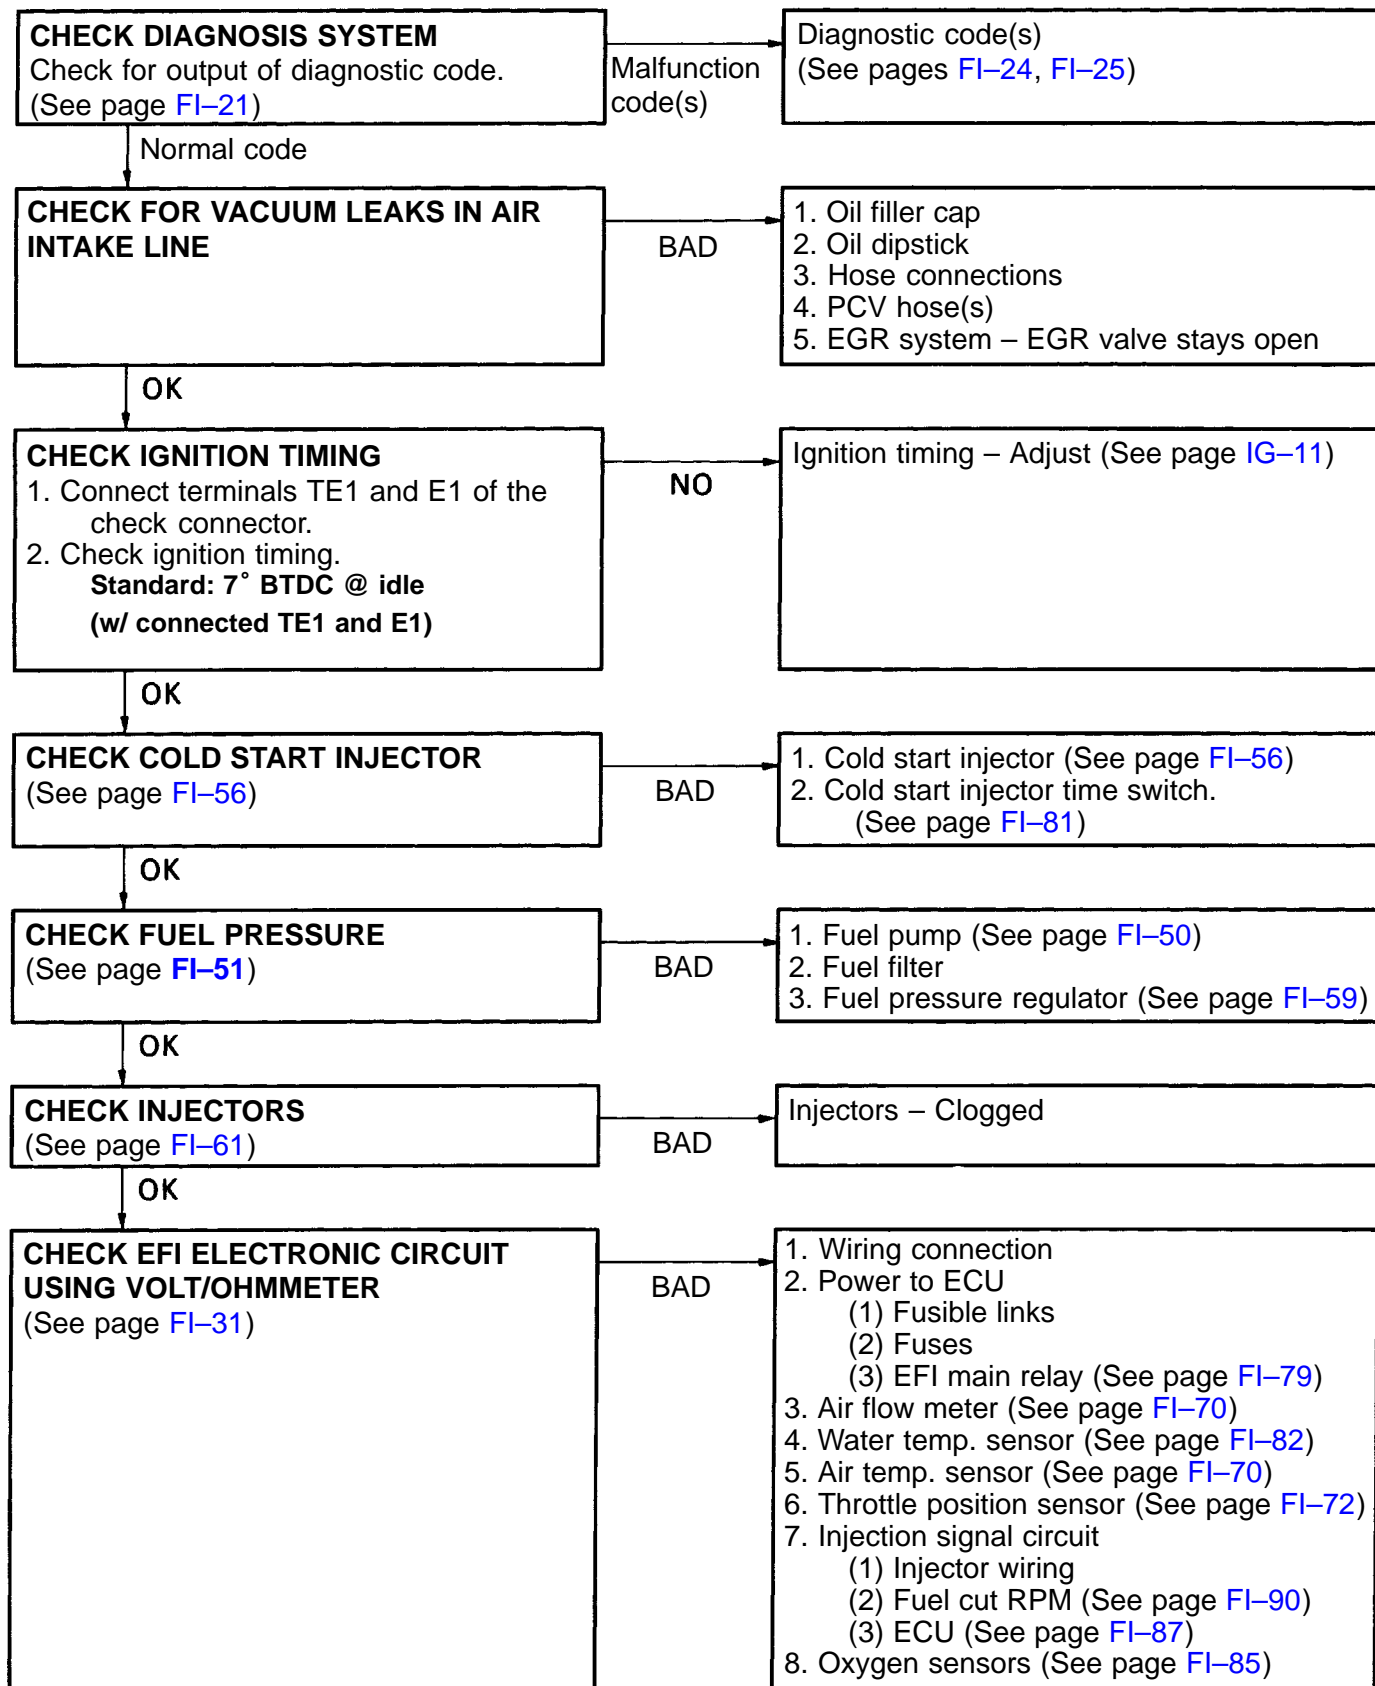 CHECK DIAGNOSIS SYSTEM
Check for output of diagnostic code.
(See page FI–21)
Malfunction
code(s)
Diagnostic code(s)
(See pages FI–24, FI–25)
Normal code
CHECK FOR VACUUM LEAKS IN AIR
INTAKE LINE
BAD
1. Oil filler cap
2. Oil dipstick
3. Hose connections
4. PCV hose(s)
5. EGR system – EGR valve stays open
OK
CHECK IGNITION TIMING
1. Connect terminals TE1 and E1 of the
check connector.
2. Check ignition timing.
Standard: 7° BTDC @ idle
(w/ connected TE1 and E1)
NO
Ignition timing – Adjust (See page IG–11)
OK
CHECK COLD START INJECTOR
(See page FI–56)
BAD
1. Cold start injector (See page FI–56)
2. Cold start injector time switch.
(See page FI–81)
OK
CHECK FUEL PRESSURE
(See page FI–51)
BAD
1. Fuel pump (See page FI–50)
2. Fuel filter
3. Fuel pressure regulator (See page FI–59)
OK
CHECK INJECTORS
(See page FI–61)
BAD
Injectors – Clogged
OK
CHECK EFI ELECTRONIC CIRCUIT
USING VOLT/OHMMETER
(See page FI–31)
BAD
1. Wiring connection
2. Power to ECU
(1) Fusible links
(2) Fuses
(3) EFI main relay (See page FI–79)
3. Air flow meter (See page FI–70)
4. Water temp. sensor (See page FI–82)
5. Air temp. sensor (See page FI–70)
6. Throttle position sensor (See page FI–72)
7. Injection signal circuit
(1) Injector wiring
(2) Fuel cut RPM (See page FI–90)
(3) ECU (See page FI–87)
8. Oxygen sensors (See page FI–85)